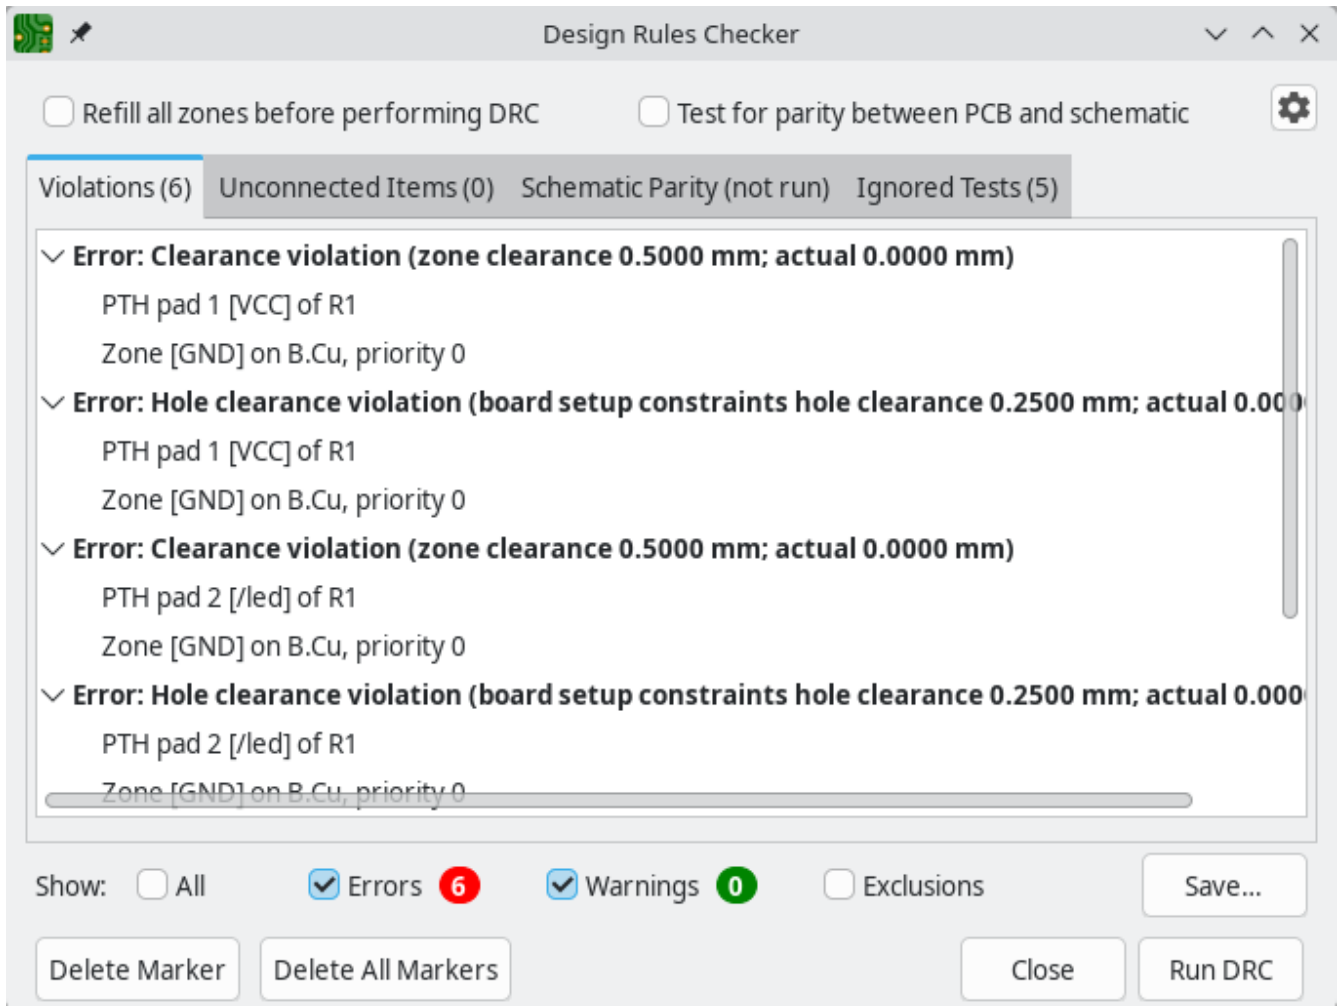 Design Rules Checker
Refill all zones before performing DRC
Test for parity between PCB and schematic
Violations (6) Unconnected Items (0) Schematic Parity (not run) Ignored Tests (5)
Error: Clearance violation (zone clearance 0.5000 mm; actual 0.0000 mm)
PTH pad 1 [VCC] of R1
Zone [GND] on B.Cu, priority 0
Error: Hole clearance violation (board setup constraints hole clearance 0.2500 mm; actual 0.000
PTH pad 1 [VCC] of R1
Zone [GND] on B.Cu, priority 0
Error: Clearance violation (zone clearance 0.5000 mm; actual 0.0000 mm)
PTH pad 2 [/led] of R1
Zone [GND] on B.Cu, priority 0
Error: Hole clearance violation (board setup constraints hole clearance 0.2500 mm; actual 0.000
PTH pad 2 [/led] of R1
Zone [GND] on B.Cu, priority 0
Show: All Errors 6 Warnings 0 Exclusions Save...
Delete Marker Delete All Markers Close Run DRC